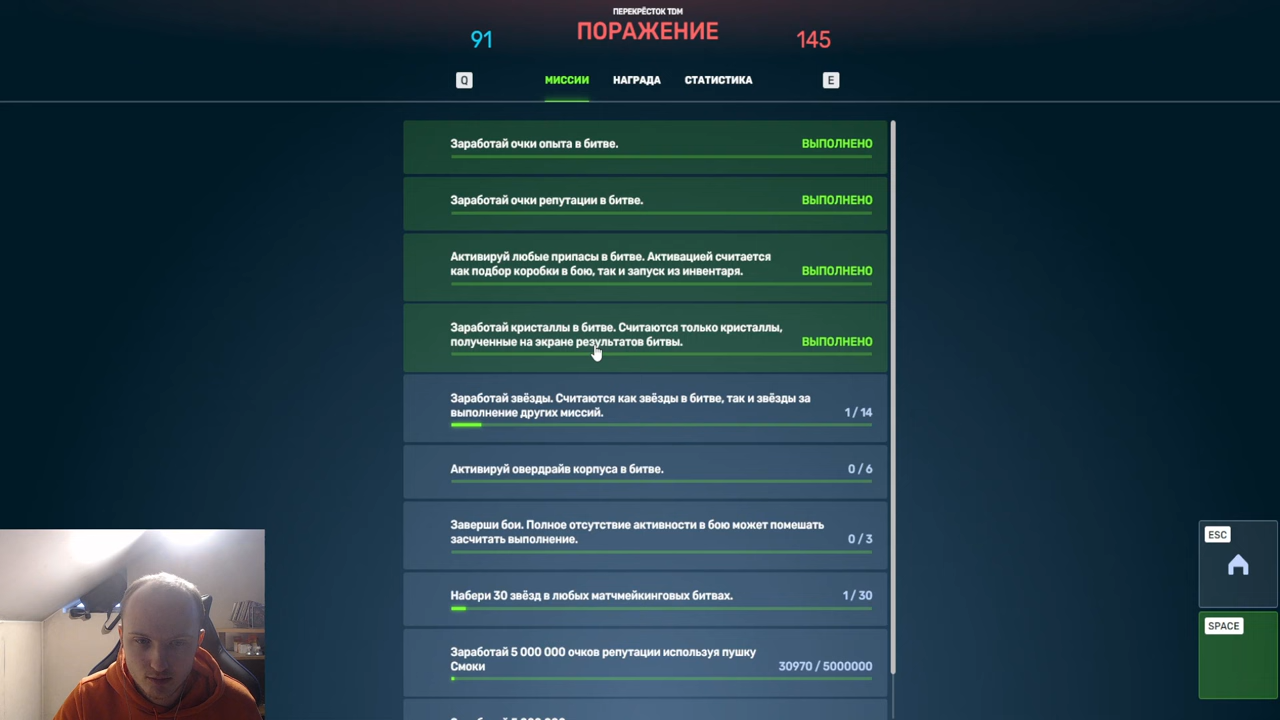 ПЕРЕКРЁСТОК TDM
ПОРАЖЕНИЕ
91
145
Q
МИССИИ
НАГРАДА
СТАТИСТИКА
E
Заработай очки опыта в битве.
ВЫПОЛНЕНО
Заработай очки репутации в битве.
ВЫПОЛНЕНО
Активируй любые припасы в битве. Активацией считается
как подбор коробки в бою, так и запуск из инвентаря.
ВЫПОЛНЕНО
Заработай кристаллы в битве. Считаются только кристаллы,
полученные на экране результатов битвы.
ВЫПОЛНЕНО
Заработай звёзды. Считаются как звёзды в битве, так и звёзды за
выполнение других миссий.
1 / 14
Активируй овердрайв корпуса в битве.
0 / 6
Заверши бои. Полное отсутствие активности в бою может помешать
засчитать выполнение.
0 / 3
Набери 30 звёзд в любых матчмейкинговых битвах.
1 / 30
Заработай 5 000 000 очков репутации используя пушку
Смоки
30970 / 5000000
ESC
SPACE